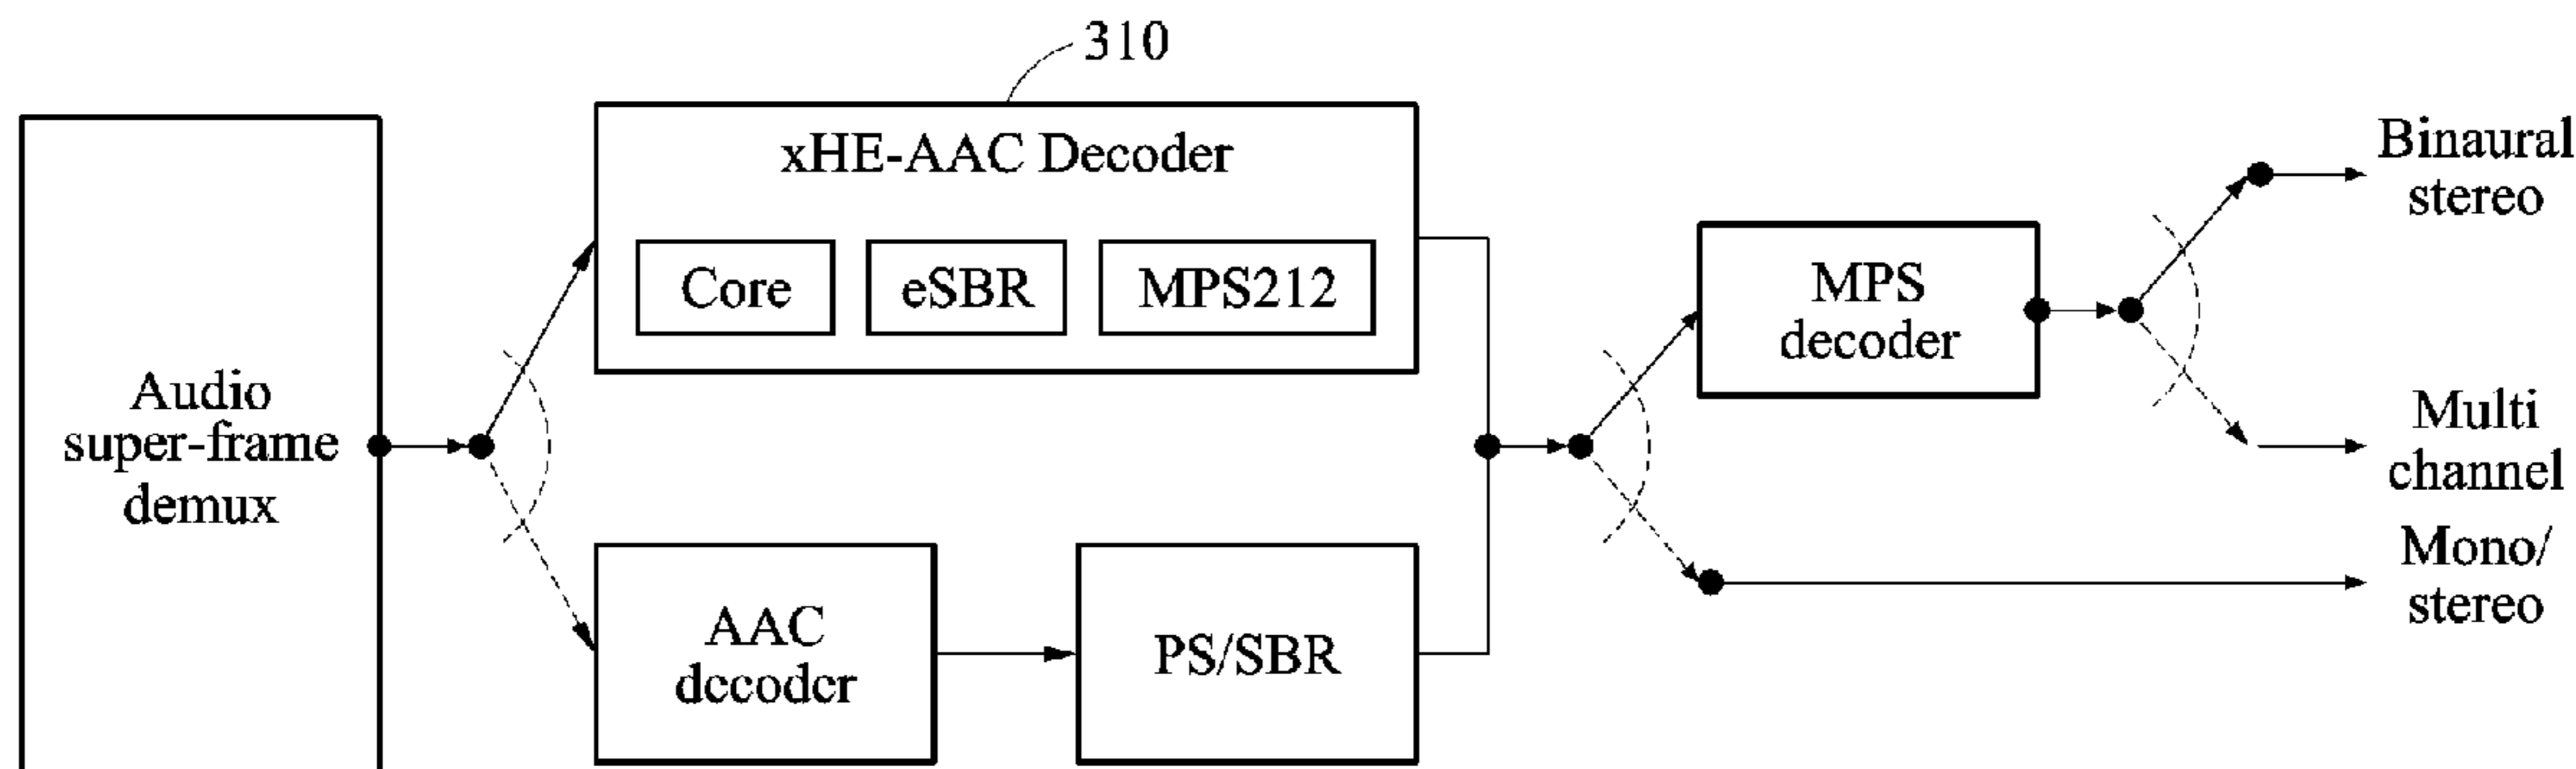 310
xHE-AAC Decoder
Core
eSBR
MPS212
Audio
super-frame
demux
AAC
decoder
PS/SBR
MPS
decoder
Binaural
stereo
Multi
channel
Mono/
stereo